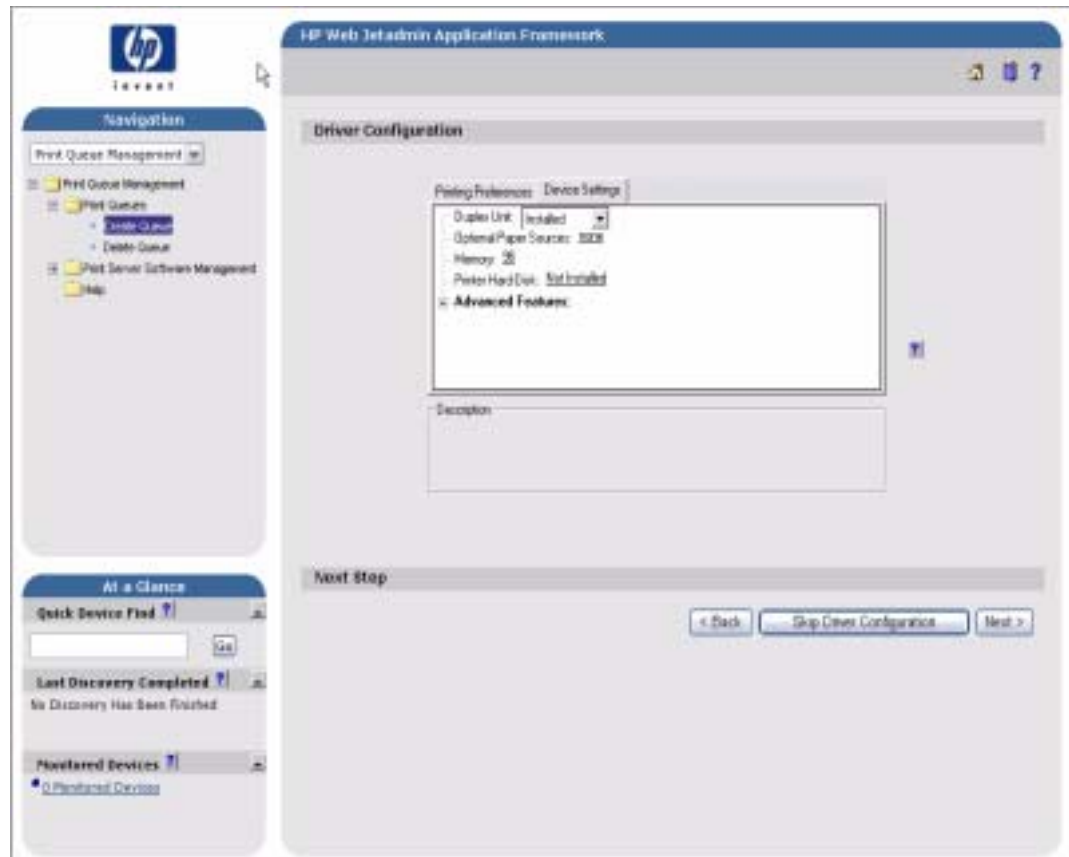 hp
invent
HP Web Jetadmin Application Framework
?
Navigation
Print Queue Management
Print Queue Management
Print Queues
Create Queue
Delete Queue
Print Server Software Management
Help
Driver Configuration
Printing Preferences Device Settings
Duplex Unit: Installed
Optional Paper Sources:
Memory:
Printer Hard Disk: Not Installed
Advanced Features:
?
Description
Next Step
< Back Skip Driver Configuration Next >
At a Glance
Quick Device Find ?
Go
Last Discovery Completed ?
No Discovery Has Been Finished
Monitored Devices ?
0 Monitored Devices